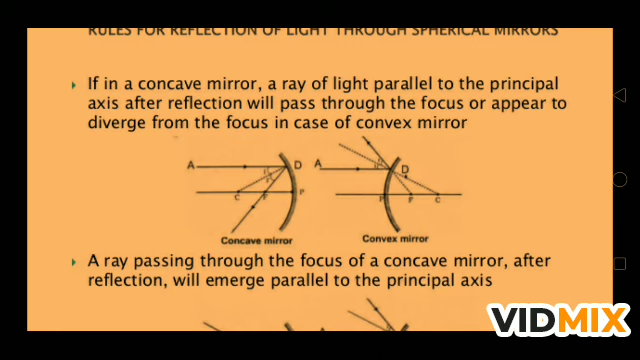 RULES FOR REFLECTION OF LIGHT THROUGH SPHERICAL MIRRORS
If in a concave mirror, a ray of light parallel to the principal
axis after reflection will pass through the focus or appear to
diverge from the focus in case of convex mirror
A D A D
C F P P F C
Concave mirror Convex mirror
A ray passing through the focus of a concave mirror, after
reflection, will emerge parallel to the principal axis
VIDMIX